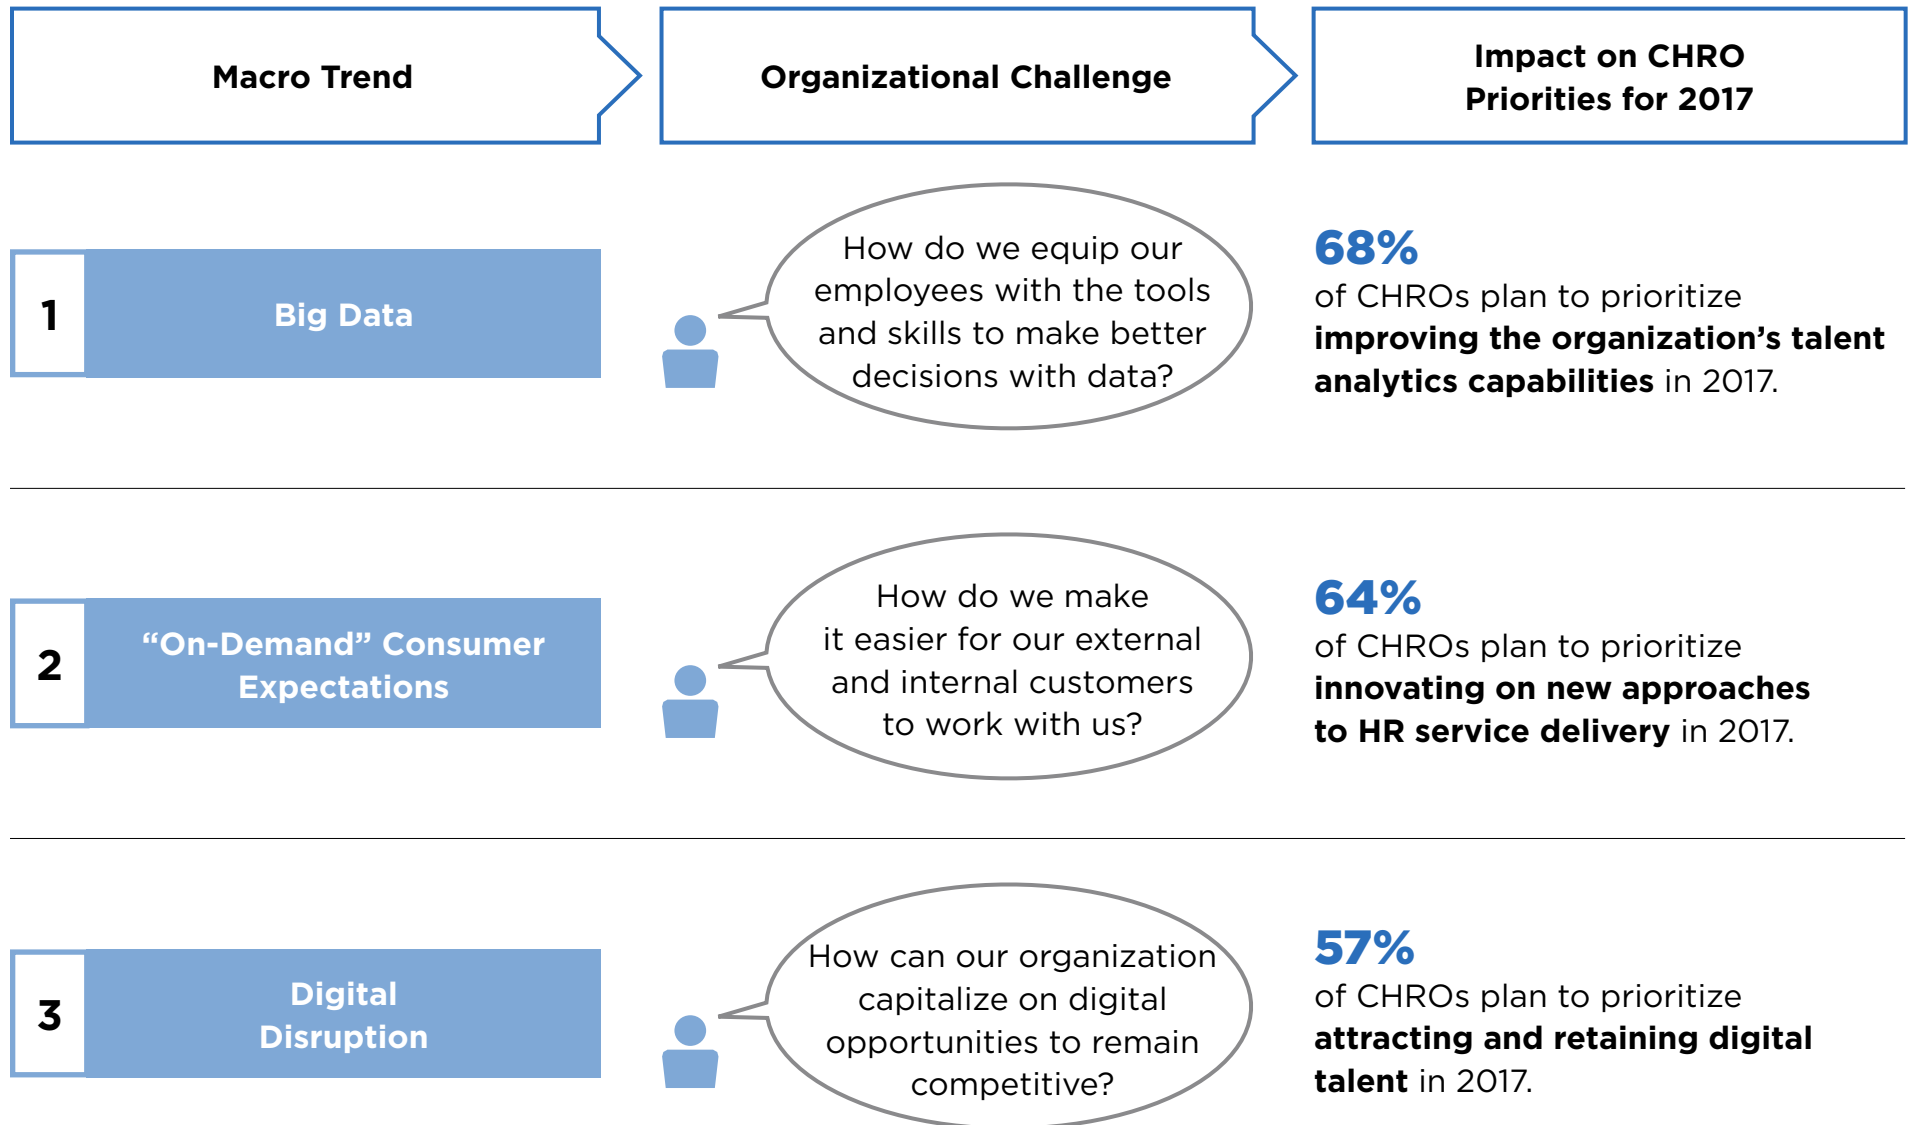 Macro Trend
Organizational Challenge
Impact on CHRO
Priorities for 2017
1
Big Data
How do we equip our
employees with the tools
and skills to make better
decisions with data?
68%
of CHROs plan to prioritize
improving the organization’s talent
analytics capabilities in 2017.
2
“On-Demand” Consumer
Expectations
How do we make
it easier for our external
and internal customers
to work with us?
64%
of CHROs plan to prioritize
innovating on new approaches
to HR service delivery in 2017.
3
Digital
Disruption
How can our organization
capitalize on digital
opportunities to remain
competitive?
57%
of CHROs plan to prioritize
attracting and retaining digital
talent in 2017.